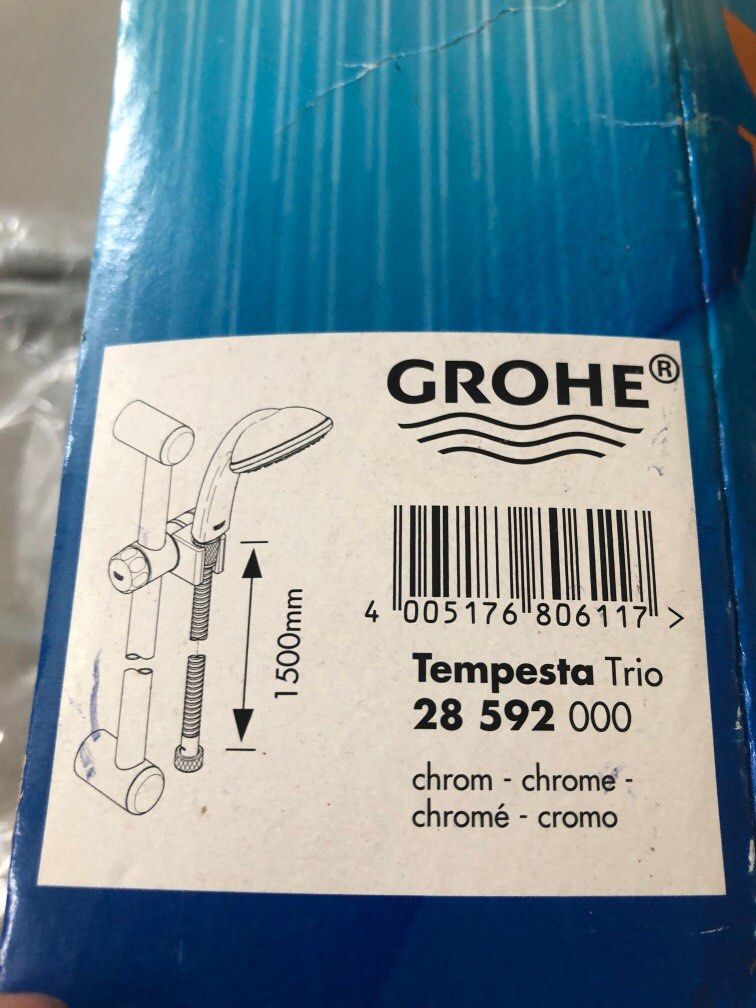 GROHE®
1500mm
4 005176 806117 >
Tempesta Trio
28 592 000
chrom - chrome -
chromé - cromo